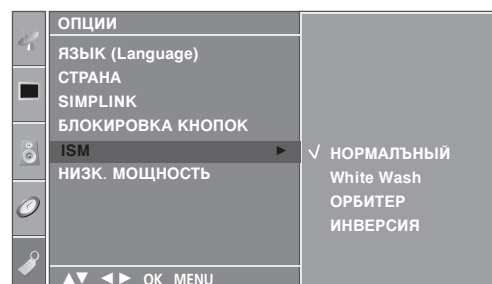 ОПЦИИ
ЯЗЫК (Language)
СТРАНА
SIMPLINK
БЛОКИРОВКА КНОПОК
ISM ►
НИЗК. МОЩНОСТЬ
√ НОРМАЛЪНЫЙ
White Wash
ОРБИТЕР
ИНВЕРСИЯ
▲▼ ◄► OK MENU